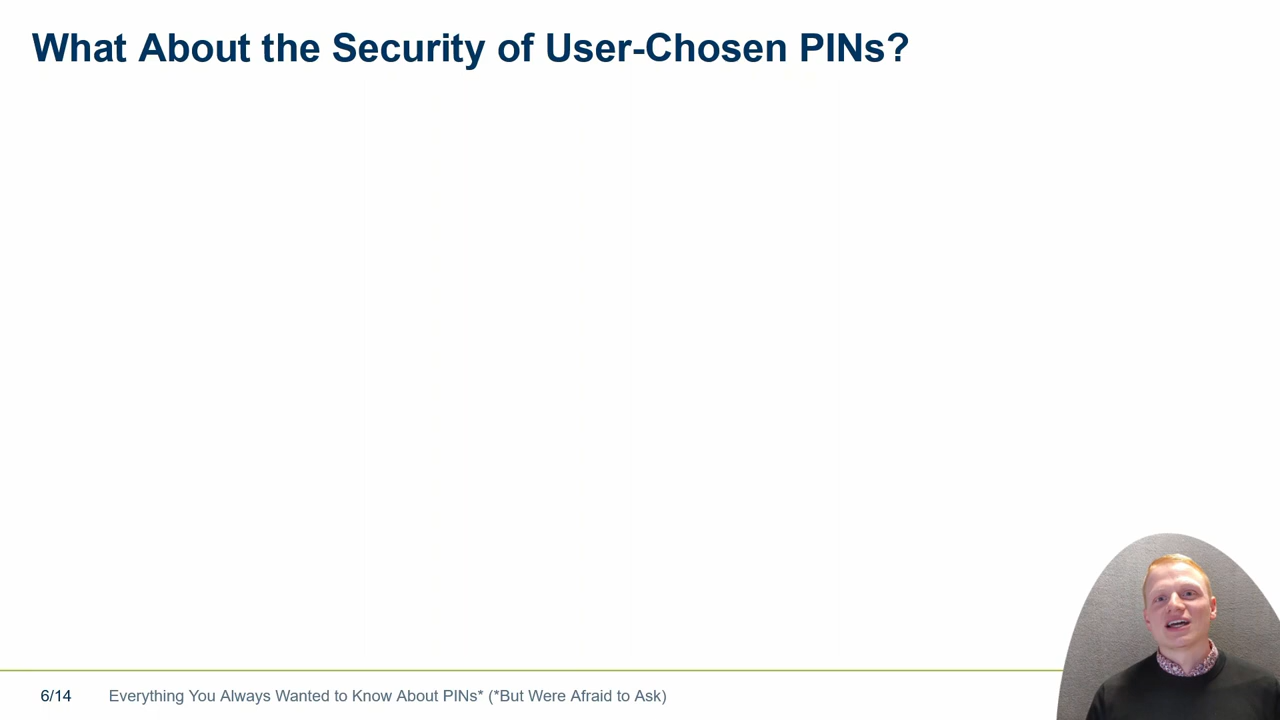 What About the Security of User-Chosen PINs?
6/14
Everything You Always Wanted to Know About PINs* (*But Were Afraid to Ask)